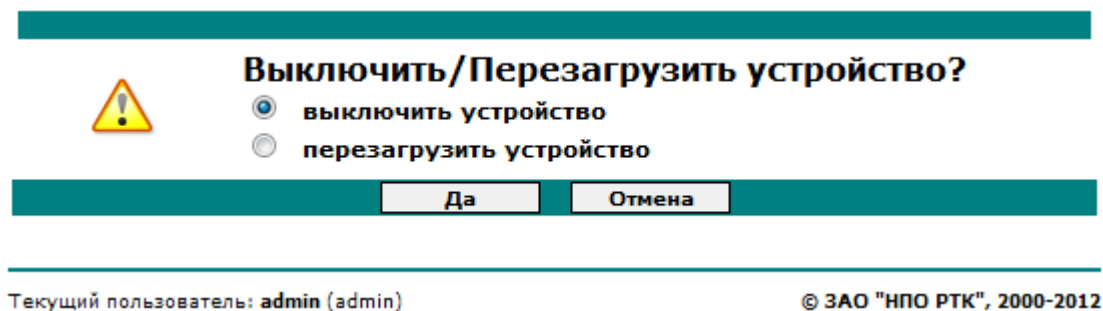 Выключить/Перезагрузить устройство?
выключить устройство
перезагрузить устройство
Да Отмена
Текущий пользователь: admin (admin) © ЗАО "НПО РТК", 2000-2012